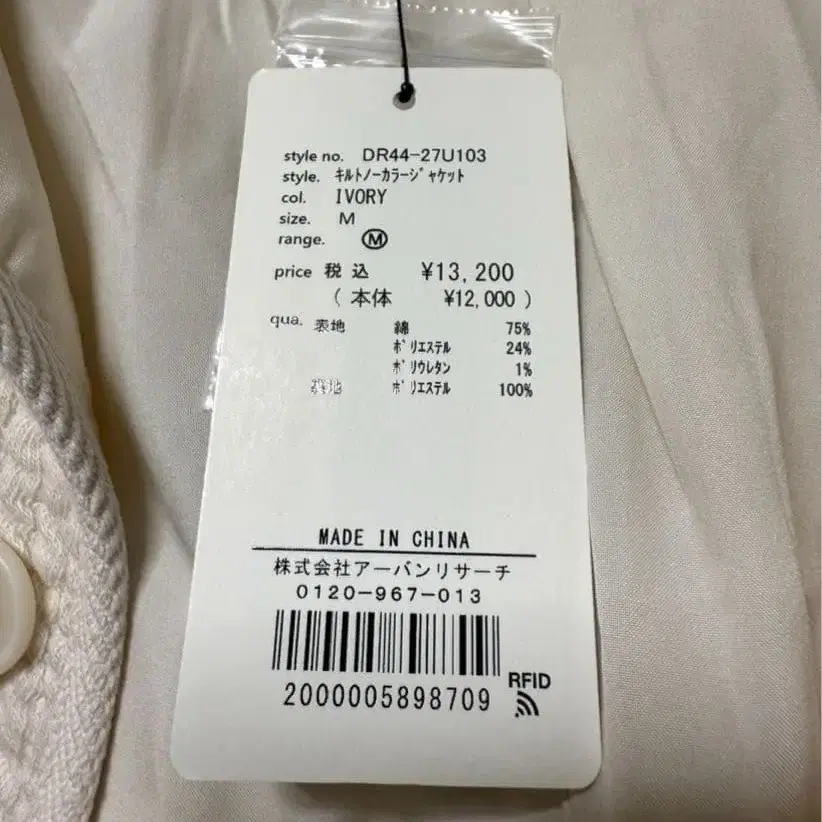 style no. DR44-27U103
style. ｷﾙﾄﾉｰｶﾗｰｼﾞｬｹｯﾄ
col. IVORY
size. M
range. Ⓜ
price 税込 ¥13,200
( 本体 ¥12,000 )
qua. 表地 綿 75%
ﾎﾟﾘｴｽﾃﾙ 24%
ﾎﾟﾘｳﾚﾀﾝ 1%
裏地 ﾎﾟﾘｴｽﾃﾙ 100%
MADE IN CHINA
株式会社アーバンリサーチ
0120-967-013
2000005898709
RFID